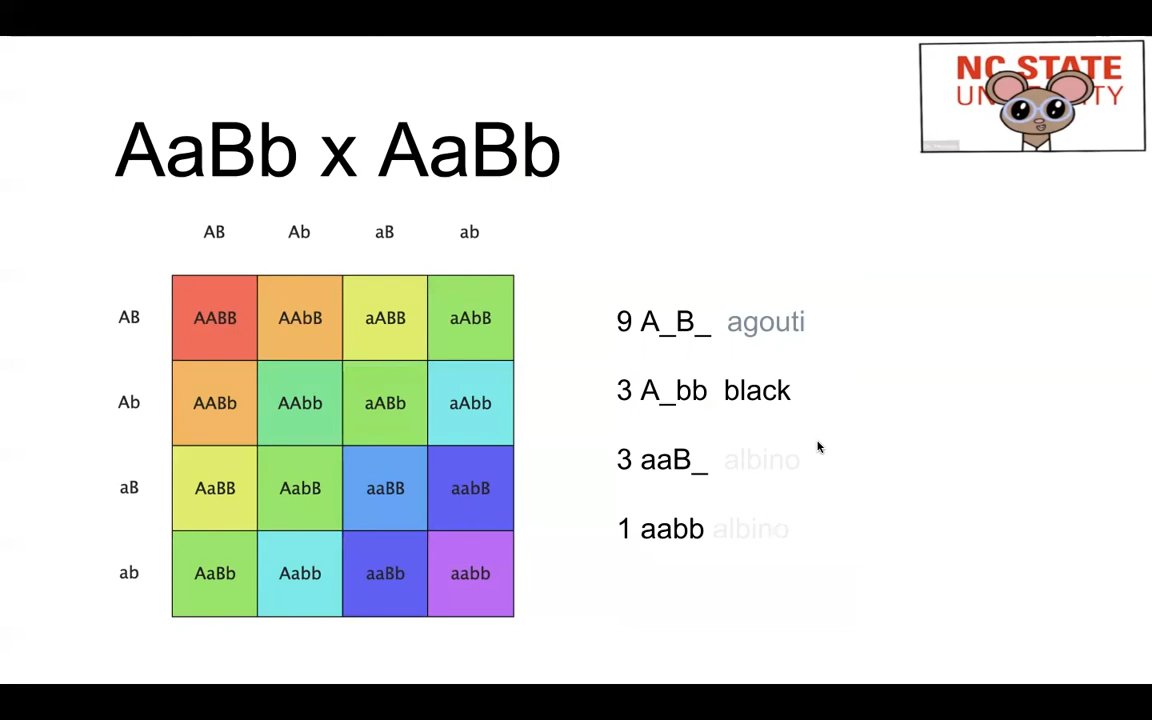 NC STATE
AaBb x AaBb
AB Ab aB ab
AB AABB AAbB aABB aAbB
Ab AABb AAbb aABb aAbb
aB AaBB AabB aaBB aabB
ab AaBb Aabb aaBb aabb
9 A_B_ agouti
3 A_bb black
3 aaB_ albino
1 aabb albino